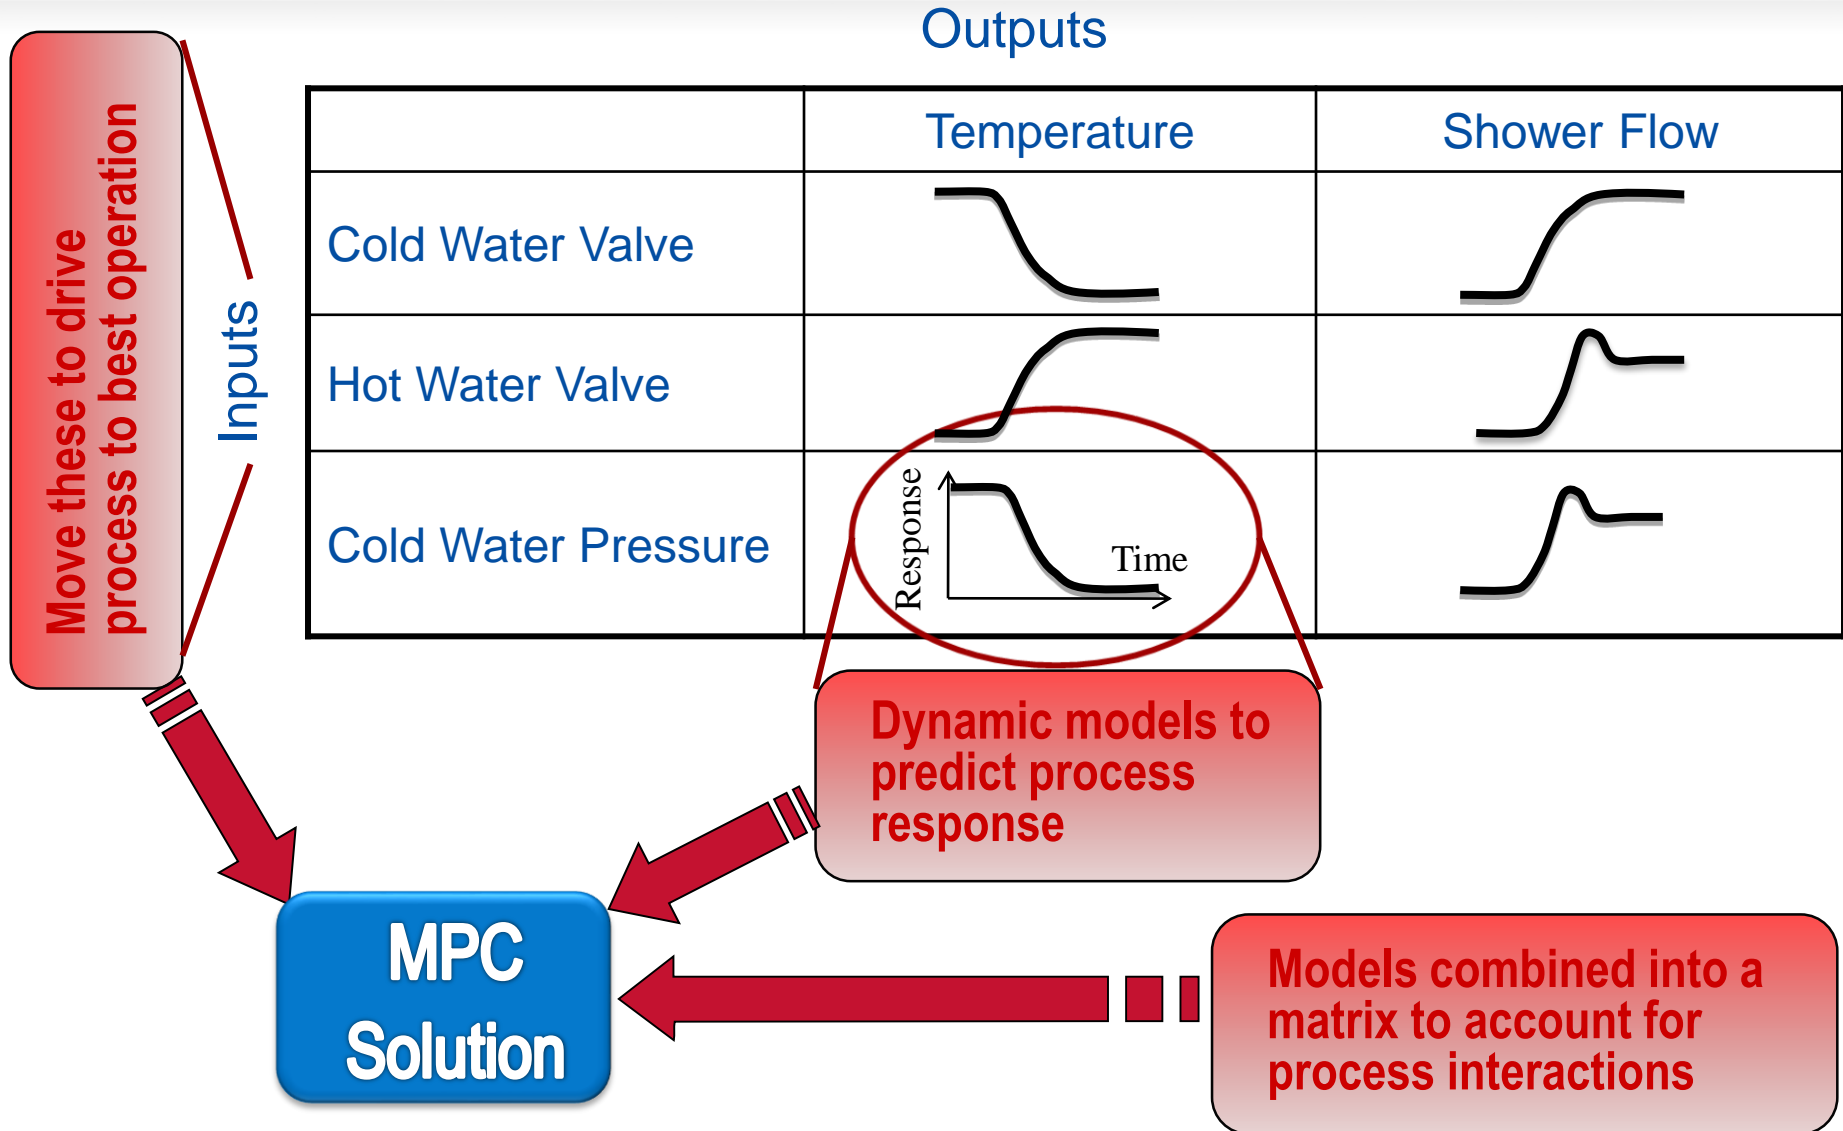 Outputs
Move these to drive
process to best operation
Inputs
Temperature
Shower Flow
Cold Water Valve
Hot Water Valve
Cold Water Pressure
Response
Time
Dynamic models to
predict process
response
MPC
Solution
Models combined into a
matrix to account for
process interactions